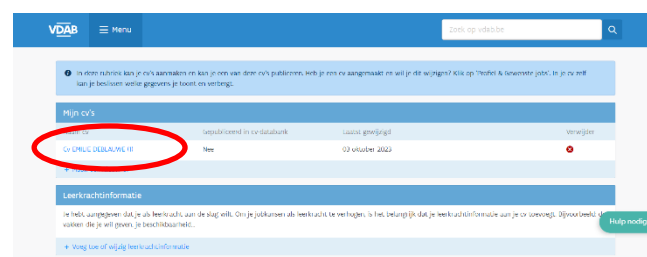 VDAB
Menu
Zoek op vdab.be
In deze rubriek kan je cv's aanmaken en kan je een van deze cv's publiceren. Heb je een cv aangemaakt en wil je dit wijzigen? Klik op 'Profiel & Gewenste jobs'. In je cv zelf
kan je beslissen welke gegevens je toont en verbergt.
Mijn cv's
Naam cv Gepubliceerd in cv-databank Laatst gewijzigd Verwijder
CV EMILIE DEBLAUWE Nee 03 oktober 2023
Leerkrachtinformatie
Je hebt aangegeven dat je als leerkracht aan de slag wilt. Om je jobkansen als leerkracht te verhogen, is het belangrijk dat je leerkrachtinformatie aan je cv toevoegt. Bijvoorbeeld,
vakken die je wil geven, je beschikbaarheid...
+ Voeg toe of wijzig leerkrachtinformatie
Hulp nodig